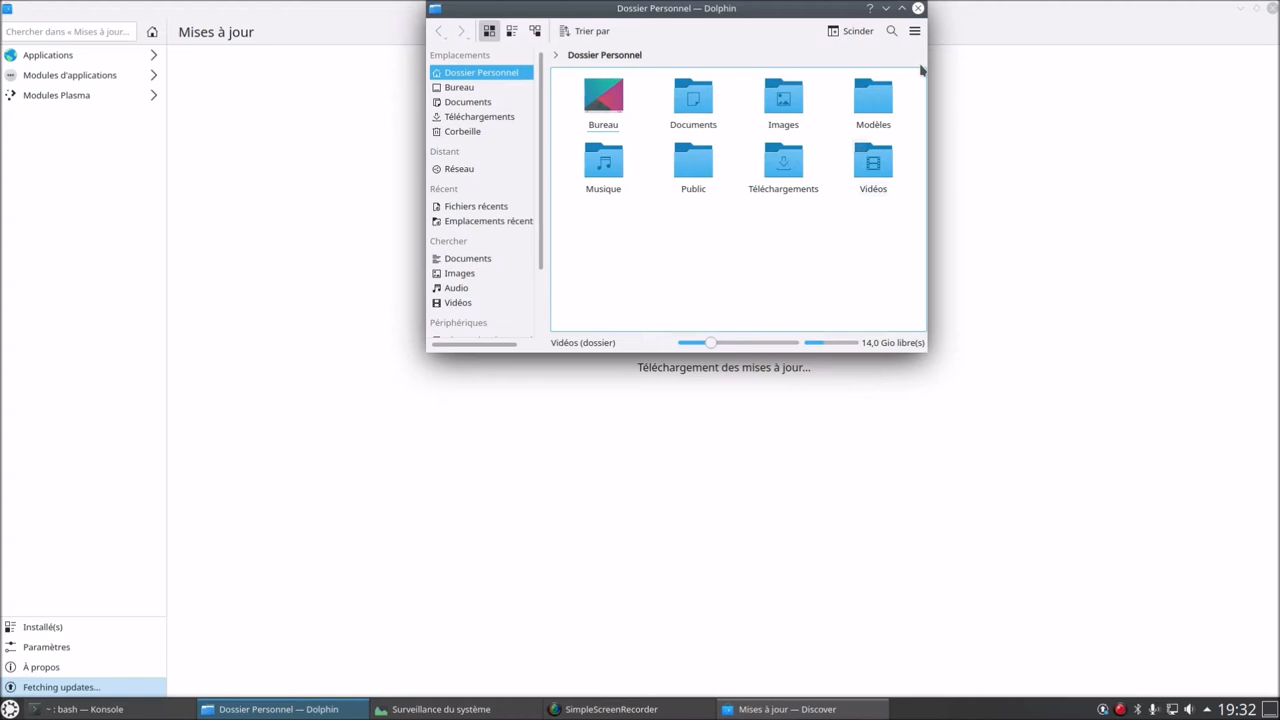 Dossier Personnel — Dolphin
Chercher dans « Mises à jour…
Mises à jour
Trier par
Scinder
Applications
Modules d'applications
Modules Plasma
Emplacements
Dossier Personnel
Bureau
Documents
Téléchargements
Corbeille
Distant
Réseau
Récent
Fichiers récents
Emplacements récent
Chercher
Documents
Images
Audio
Vidéos
Périphériques
Dossier Personnel
Bureau
Documents
Images
Modèles
Musique
Public
Téléchargements
Vidéos
Vidéos (dossier)
14,0 Gio libre(s)
Téléchargement des mises à jour...
Installé(s)
Paramètres
À propos
Fetching updates...
~ : bash — Konsole
Dossier Personnel — Dolphin
Surveillance du système
SimpleScreenRecorder
Mises à jour — Discover
19:32